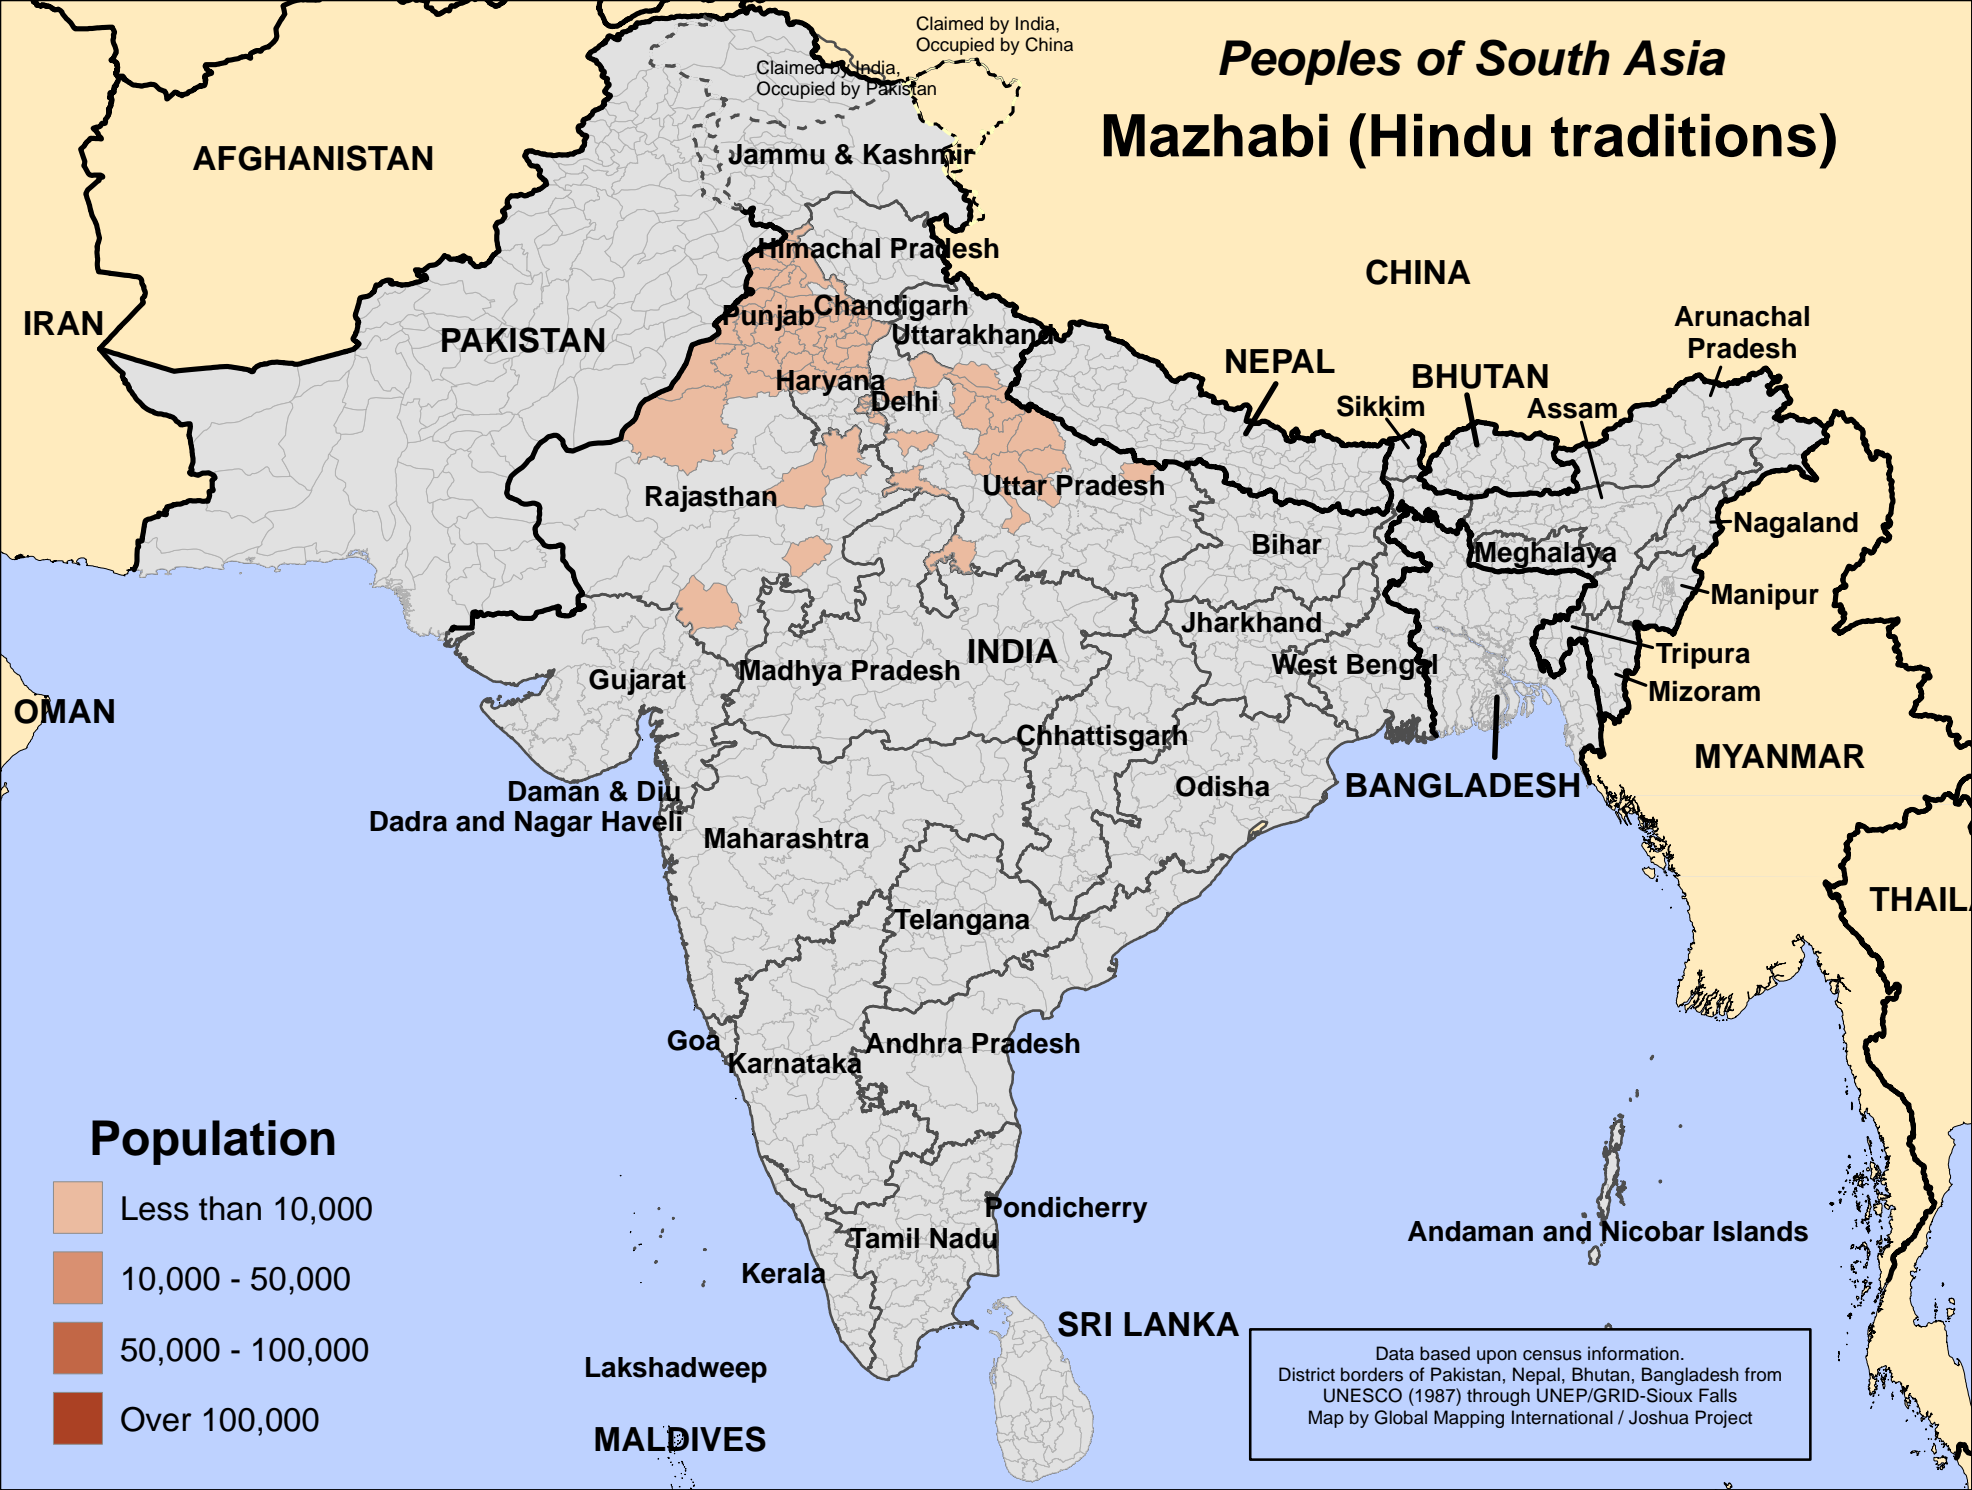 Claimed by India,
Occupied by China
Peoples of South Asia
Claimed by India,
Occupied by Pakistan
Mazhabi (Hindu traditions)
AFGHANISTAN
Jammu & Kashmir
Himachal Pradesh
CHINA
IRAN
PAKISTAN
Punjab
Chandigarh
Uttarakhand
Arunachal
Pradesh
NEPAL
BHUTAN
Haryana
Delhi
Sikkim
Assam
Rajasthan
Uttar Pradesh
Nagaland
Bihar
Meghalaya
Manipur
Jharkhand
INDIA
Tripura
Gujarat
Madhya Pradesh
West Bengal
Mizoram
OMAN
Chhattisgarh
MYANMAR
Odisha
BANGLADESH
Daman & Diu
Dadra and Nagar Haveli
Maharashtra
THAIL
Telangana
Goa
Karnataka
Andhra Pradesh
Population
Less than 10,000
10,000 - 50,000
50,000 - 100,000
Over 100,000
Pondicherry
Tamil Nadu
Andaman and Nicobar Islands
Kerala
SRI LANKA
Lakshadweep
MALDIVES
Data based upon census information.
District borders of Pakistan, Nepal, Bhutan, Bangladesh from
UNESCO (1987) through UNEP/GRID-Sioux Falls
Map by Global Mapping International / Joshua Project